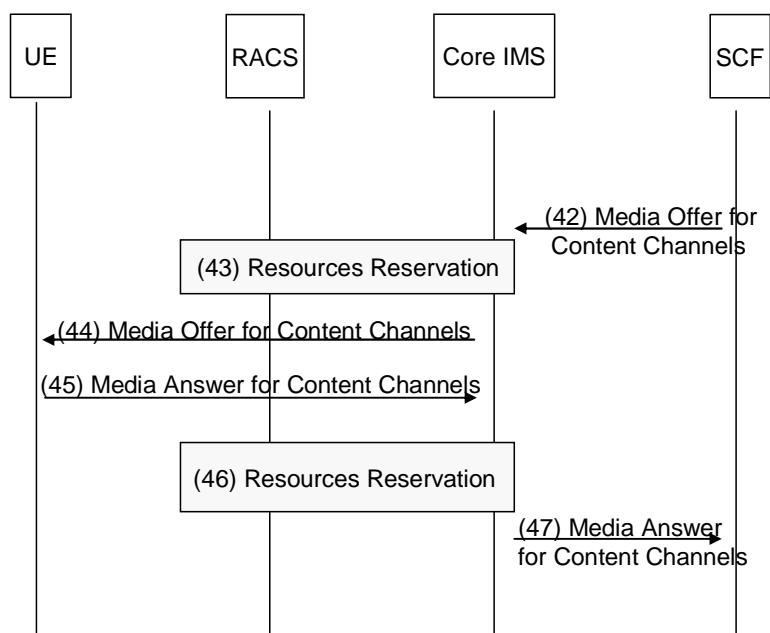 UE
RACS
Core IMS
SCF
(42) Media Offer for
Content Channels
(43) Resources Reservation
(44) Media Offer for Content Channels
(45) Media Answer for Content Channels
(46) Resources Reservation
(47) Media Answer
for Content Channels